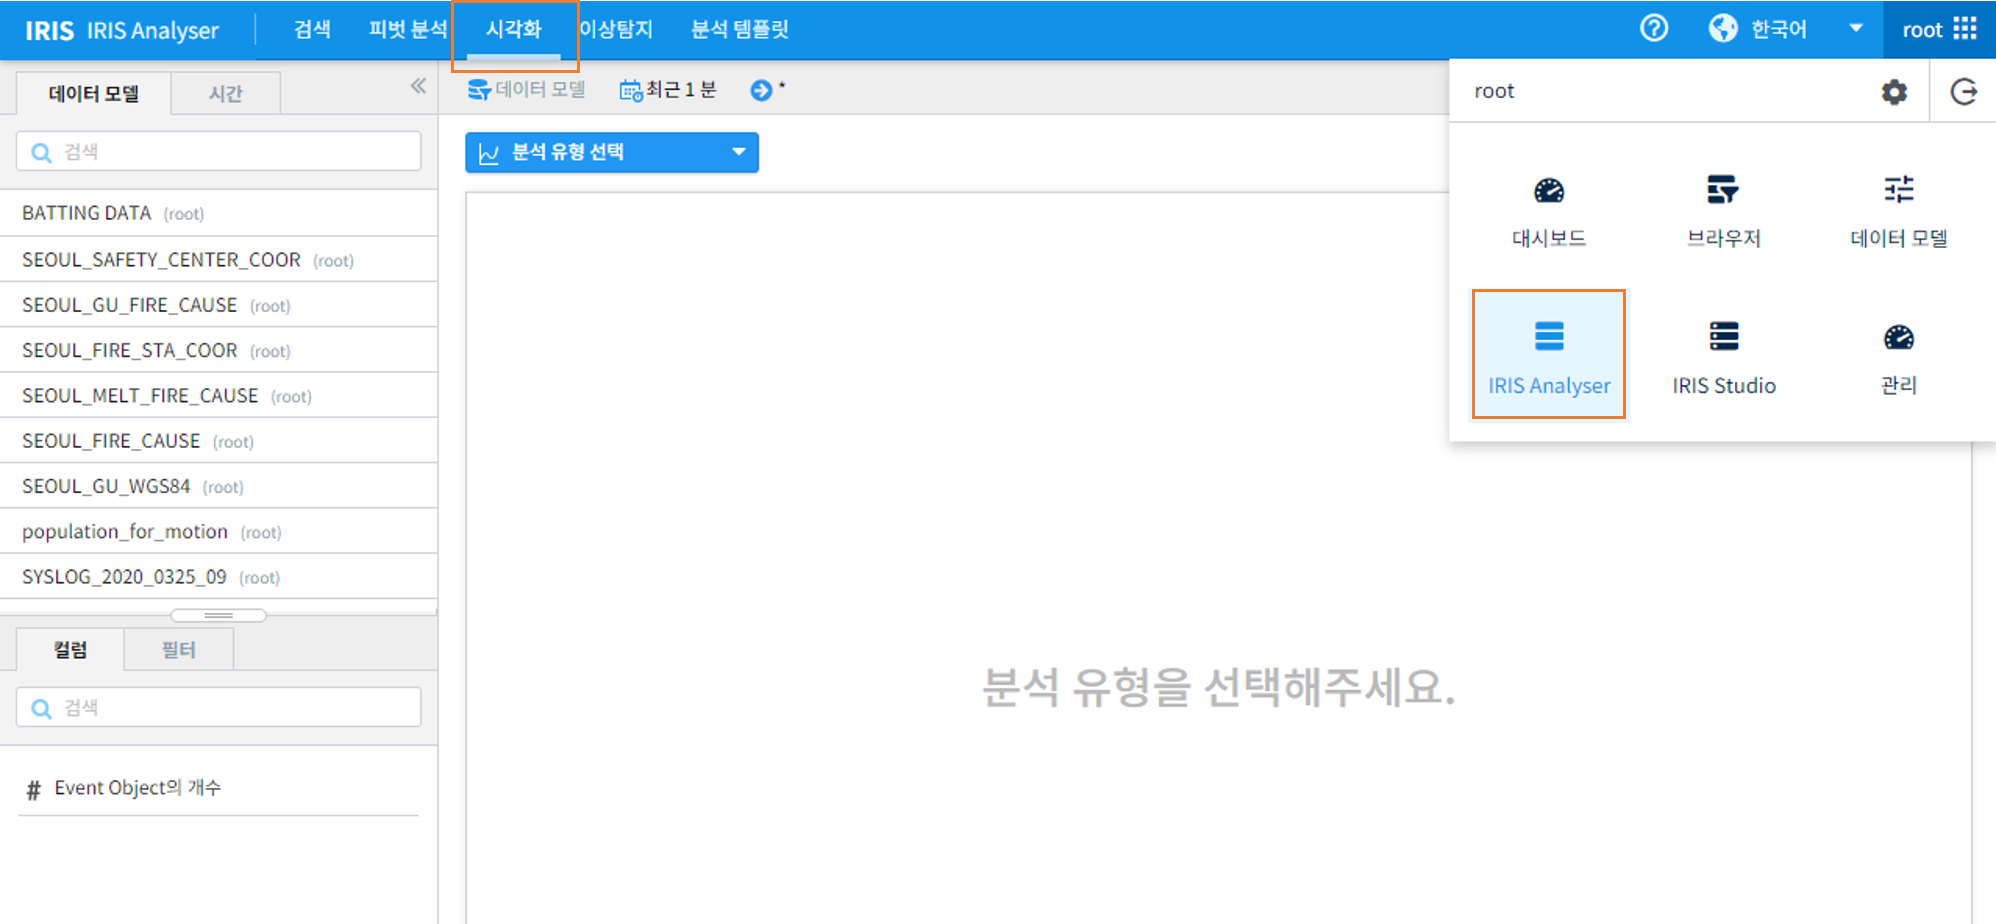 IRIS IRIS Analyser 검색 피벗 분석 시각화 이상탐지 분석 템플릿 한국어 root
데이터 모델 시간
검색
BATTING DATA (root)
SEOUL_SAFETY_CENTER_COOR (root)
SEOUL_GU_FIRE_CAUSE (root)
SEOUL_FIRE_STA_COOR (root)
SEOUL_MELT_FIRE_CAUSE (root)
SEOUL_FIRE_CAUSE (root)
SEOUL_GU_WGS84 (root)
population_for_motion (root)
SYSLOG_2020_0325_09 (root)
컬럼 필터
검색
# Event Object의 개수
데이터 모델 최근 1 분 *
분석 유형 선택
분석 유형을 선택해주세요.
root
대시보드 브라우저 데이터 모델
IRIS Analyser IRIS Studio 관리